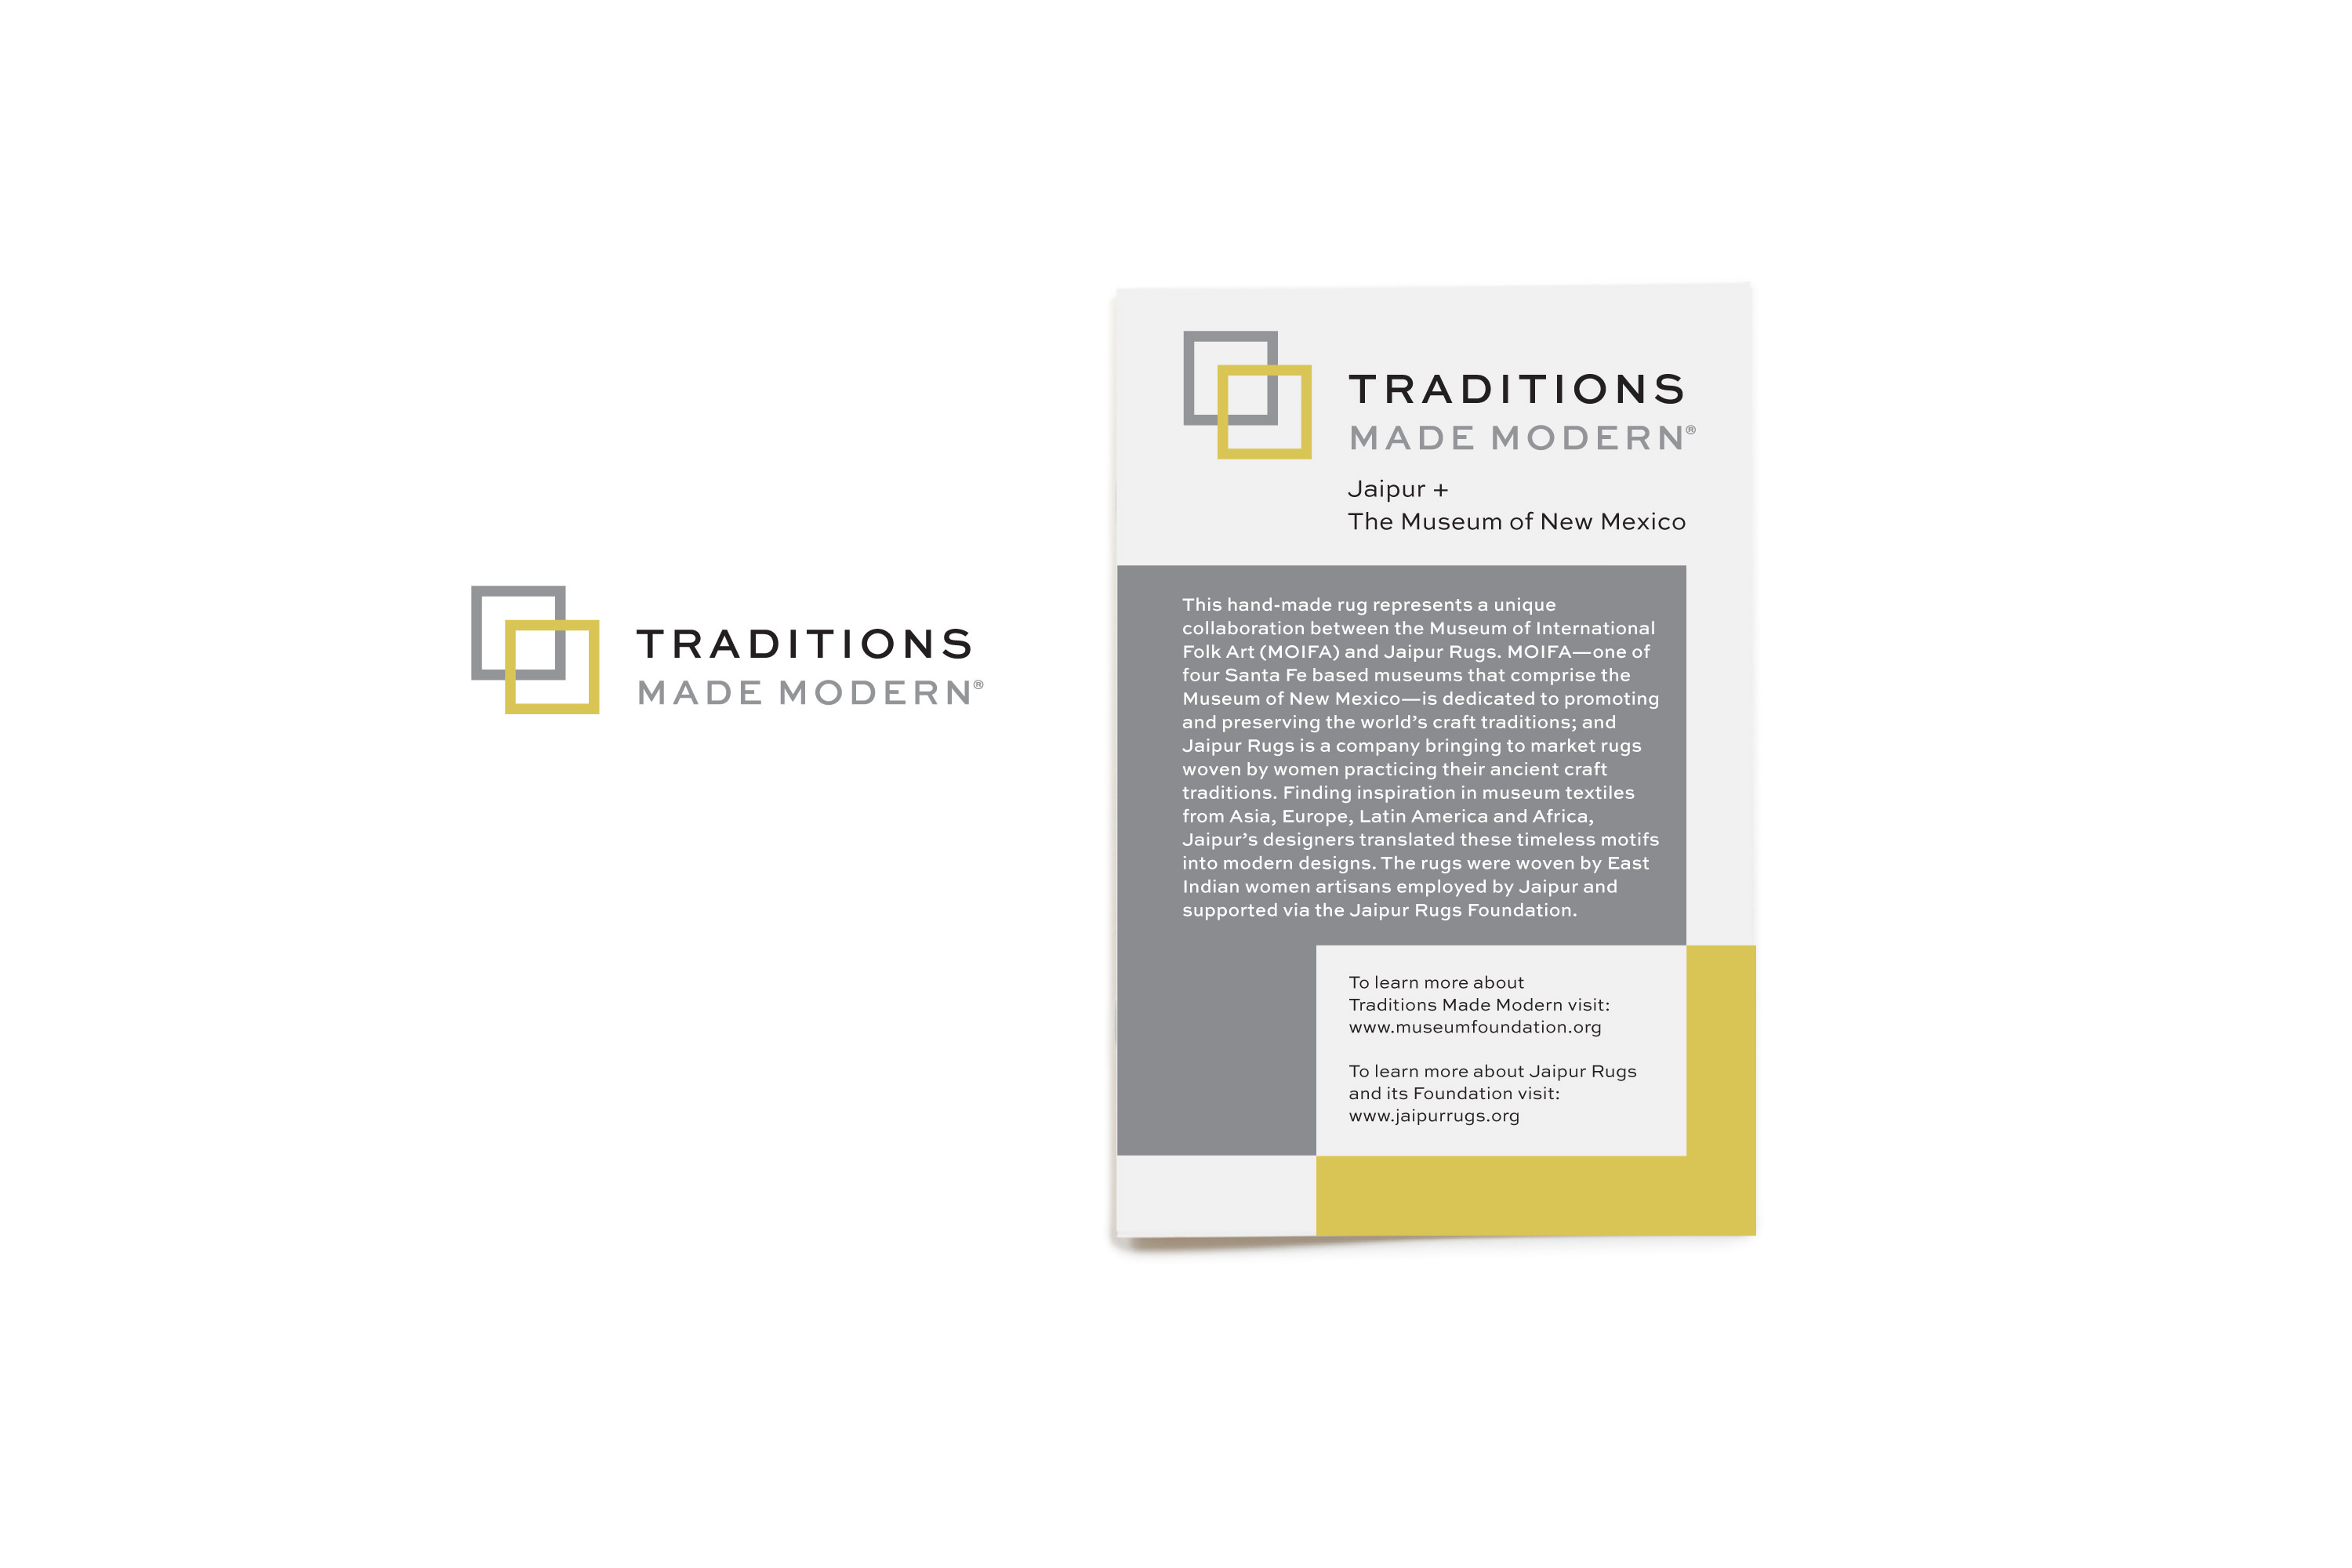 TRADITIONS
MADE MODERN®
TRADITIONS
MADE MODERN®
Jaipur +
The Museum of New Mexico
This hand-made rug represents a unique
collaboration between the Museum of International
Folk Art (MOIFA) and Jaipur Rugs. MOIFA—one of
four Santa Fe based museums that comprise the
Museum of New Mexico—is dedicated to promoting
and preserving the world’s craft traditions; and
Jaipur Rugs is a company bringing to market rugs
woven by women practicing their ancient craft
traditions. Finding inspiration in museum textiles
from Asia, Europe, Latin America and Africa,
Jaipur’s designers translated these timeless motifs
into modern designs. The rugs were woven by East
Indian women artisans employed by Jaipur and
supported via the Jaipur Rugs Foundation.
To learn more about
Traditions Made Modern visit:
www.museumfoundation.org
To learn more about Jaipur Rugs
and its Foundation visit:
www.jaipurrugs.org